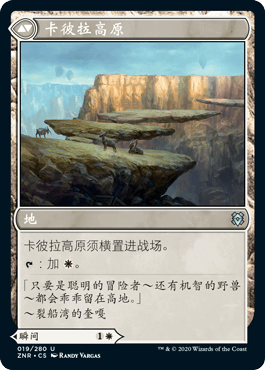 卡彼拉高原
地
卡彼拉高原须横置进战场。
：加。
「只要是聪明的冒险者～还有机智的野兽
～都会乖乖留在高地。」
～裂船湾的奎嘎
瞬间 1
019/280 U
ZNR • CS RANDY VARGAS
™ & © 2020 Wizards of the Coast